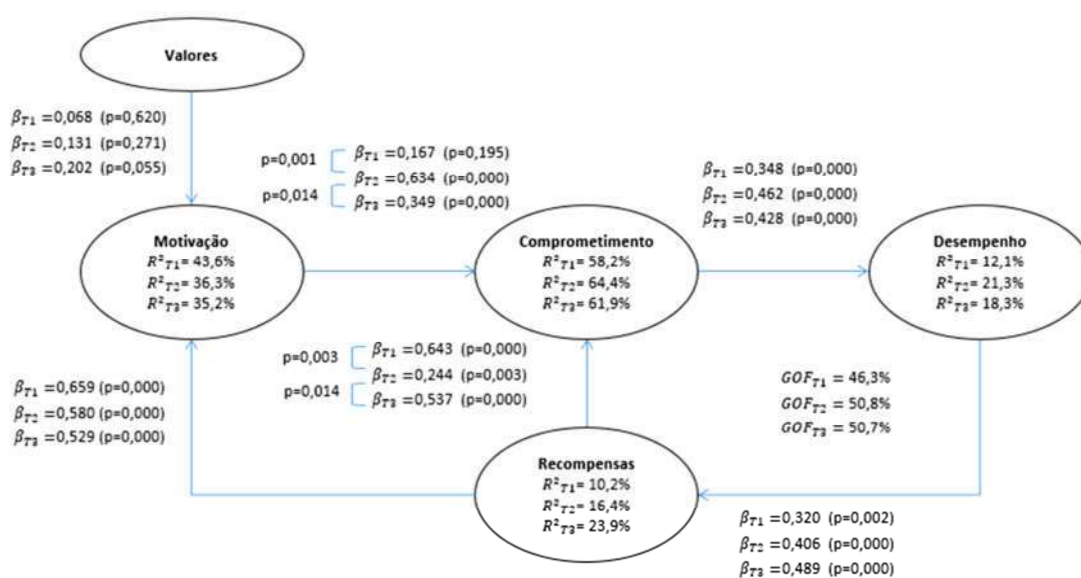 Valores
β_T1 =0,068 (p=0,620)
β_T2 =0,131 (p=0,271)
β_T3 =0,202 (p=0,055)
p=0,001
p=0,014
β_T1 =0,167 (p=0,195)
β_T2 =0,634 (p=0,000)
β_T3 =0,349 (p=0,000)
β_T1 =0,348 (p=0,000)
β_T2 =0,462 (p=0,000)
β_T3 =0,428 (p=0,000)
Motivação
R²_T1= 43,6%
R²_T2= 36,3%
R²_T3= 35,2%
Comprometimento
R²_T1= 58,2%
R²_T2= 64,4%
R²_T3= 61,9%
Desempenho
R²_T1= 12,1%
R²_T2= 21,3%
R²_T3= 18,3%
β_T1 =0,659 (p=0,000)
β_T2 =0,580 (p=0,000)
β_T3 =0,529 (p=0,000)
p=0,003
p=0,014
β_T1 =0,643 (p=0,000)
β_T2 =0,244 (p=0,003)
β_T3 =0,537 (p=0,000)
GOF_T1 = 46,3%
GOF_T2 = 50,8%
GOF_T3 = 50,7%
Recompensas
R²_T1= 10,2%
R²_T2= 16,4%
R²_T3= 23,9%
β_T1 =0,320 (p=0,002)
β_T2 =0,406 (p=0,000)
β_T3 =0,489 (p=0,000)